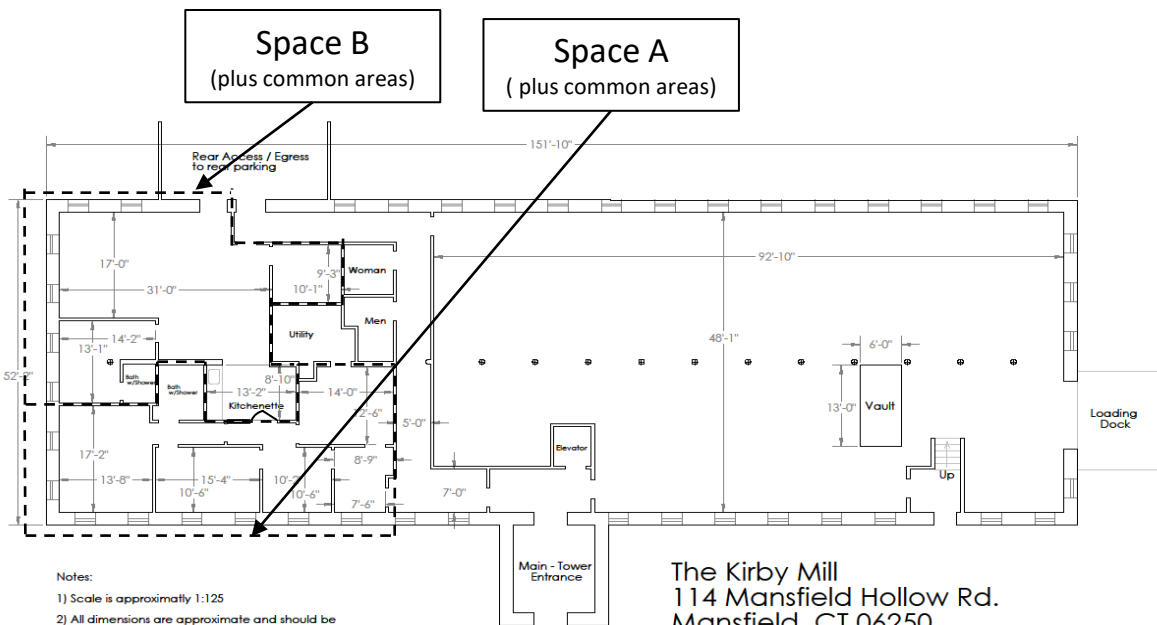 Space B
(plus common areas)
Space A
( plus common areas)
151'-10"
Rear Access / Egress
to rear parking
17'-0"
31'-0"
9'-3"
10'-1"
Woman
92'-10"
Men
Utility
48'-1"
14'-2"
13'-1"
6'-0"
52'-2"
Bath
w/Shower
Bath
w/Shower
8'-10"
13'-2"
14'-0"
Kitchenette
12'-6"
5'-0"
13'-0"
Vault
Loading
Dock
Elevator
17'-2"
8'-9"
13'-8"
15'-4"
10'-6"
10'-6"
7'-6"
7'-0"
Up
Main - Tower
Entrance
Notes:
1) Scale is approximatly 1:125
2) All dimensions are approximate and should be
The Kirby Mill
114 Mansfield Hollow Rd.
Mansfield, CT 06250